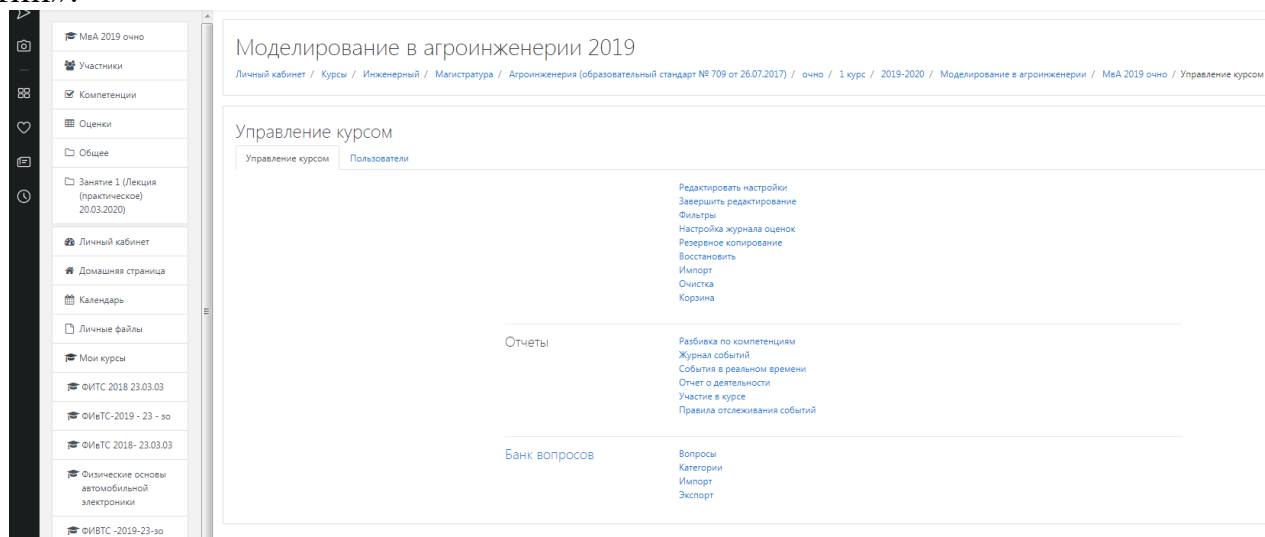 МвА 2019 очно
Участники
Компетенции
Оценки
Общее
Занятие 1 (Лекция
(практическое)
20.03.2020)
Личный кабинет
Домашняя страница
Календарь
Личные файлы
Мои курсы
ФИТС 2018 23.03.03
ФИвТС-2019 - 23 - зо
ФИвТС 2018- 23.03.03
Физические основы
автомобильной
электроники
ФИВТС -2019-23-зо
Моделирование в агроинженерии 2019
Личный кабинет / Курсы / Инженерный / Магистратура / Агроинженерия (образовательный стандарт № 709 от 26.07.2017) / очно / 1 курс / 2019-2020 / Моделирование в агроинженерии / МвА 2019 очно / Управление курсом
Управление курсом
Управление курсом Пользователи
Редактировать настройки
Завершить редактирование
Фильтры
Настройка журнала оценок
Резервное копирование
Восстановить
Импорт
Очистка
Корзина
Отчеты
Разбивка по компетенциям
Журнал событий
События в реальном времени
Отчет о деятельности
Участие в курсе
Правила отслеживания событий
Банк вопросов
Вопросы
Категории
Импорт
Экспорт